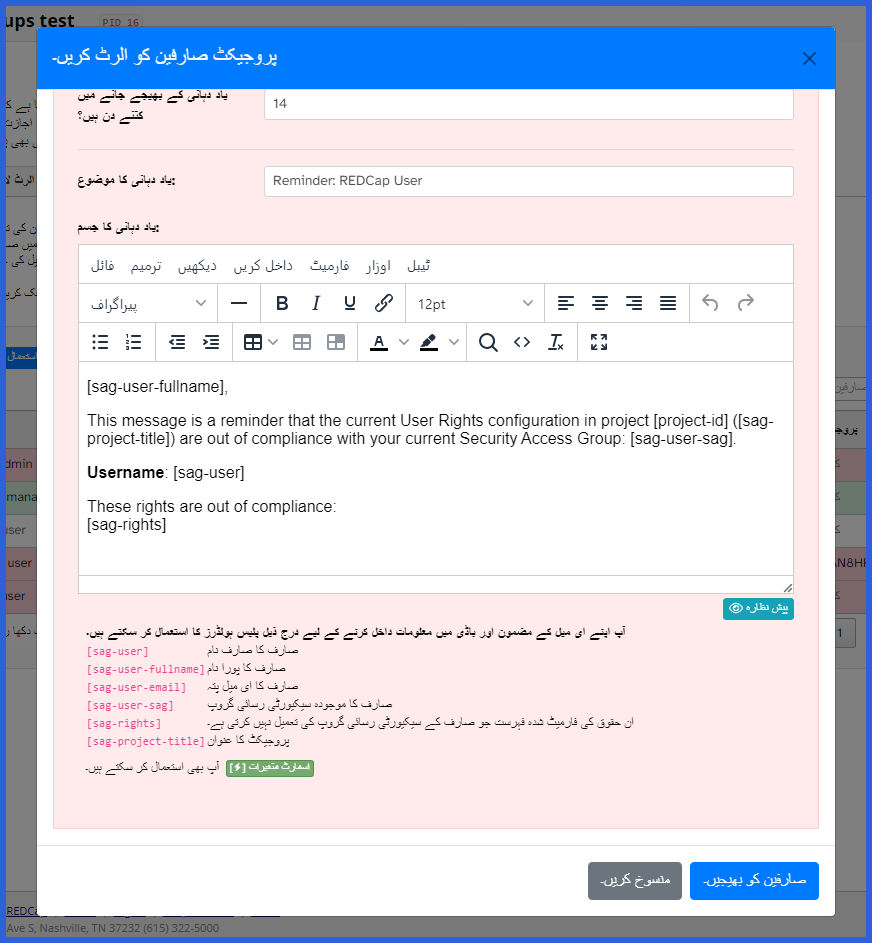 ups test PID 16
پروجیکٹ صارفین کو الرٹ کریں۔
یاد دہانی کے بھیجے جانے میں
کتنے دن ہیں؟
14
یاد دہانی کا موضوع:
Reminder: REDCap User
یاد دہانی کا جسم:
فائل ترمیم دیکھیں داخل کریں فارمیٹ اوزار ٹیبل
پیراگراف B I U 12pt
[sag-user-fullname],
This message is a reminder that the current User Rights configuration in project [project-id] ([sag-
project-title]) are out of compliance with your current Security Access Group: [sag-user-sag].
Username: [sag-user]
These rights are out of compliance:
[sag-rights]
پیش نظارہ
آپ اپنے ای میل کے مضمون اور باڈی میں معلومات داخل کرنے کے لیے درج ذیل پلیس ہولڈرز کا استعمال کر سکتے ہیں۔
[sag-user] صارف کا صارف نام
[sag-user-fullname] صارف کا پورا نام
[sag-user-email] صارف کا ای میل پتہ
[sag-user-sag] صارف کا موجودہ سیکیورٹی رسائی گروپ
[sag-rights] ان حقوق کی فارمیٹ شدہ فہرست جو صارف کے سیکیورٹی رسائی گروپ کی تعمیل نہیں کرتی ہے۔
[sag-project-title] پروجیکٹ کا عنوان
آپ بھی استعمال کر سکتے ہیں۔ [⚡] اسمارٹ متغیرات
منسوخ کریں۔
صارفین کو بھیجیں۔
Ave S, Nashville, TN 37232 (615) 322-5000